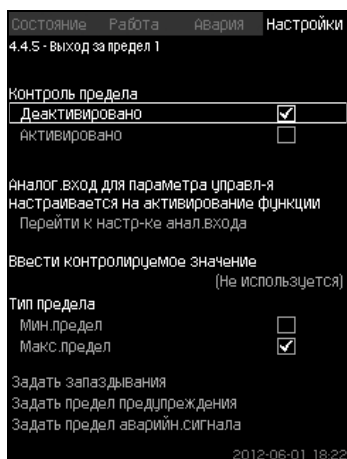 Состояние Работа Авария Настройки
4.4.5 - Выход за предел 1
Контроль предела
Деактивировано
Активировано
Аналог.вход для параметра управл-я
настраивается на активирование функции
Перейти к настр-ке анал.входа
Ввести контролируемое значение
(Не используется)
Тип предела
Мин.предел
Макс.предел
Задать запаздывания
Задать предел предупреждения
Задать предел аварийн.сигнала
2012-06-01 18:22